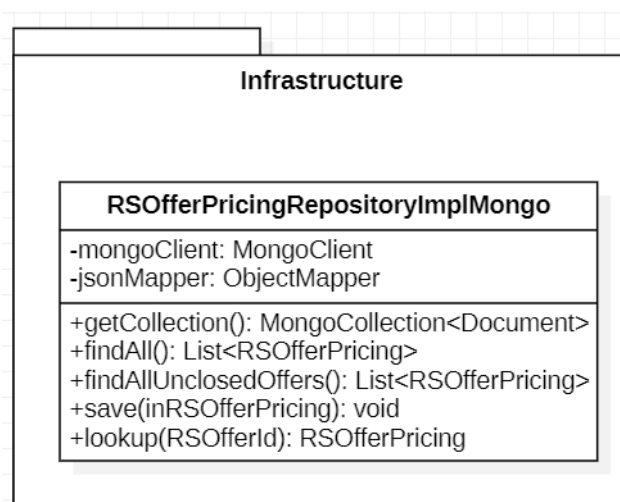 Infrastructure
RSOfferPricingRepositoryImplMongo
-mongoClient: MongoClient
-jsonMapper: ObjectMapper
+getCollection(): MongoCollection<Document>
+findAll(): List<RSOfferPricing>
+findAllUnclosedOffers(): List<RSOfferPricing>
+save(inRSOfferPricing): void
+lookup(RSOfferId): RSOfferPricing